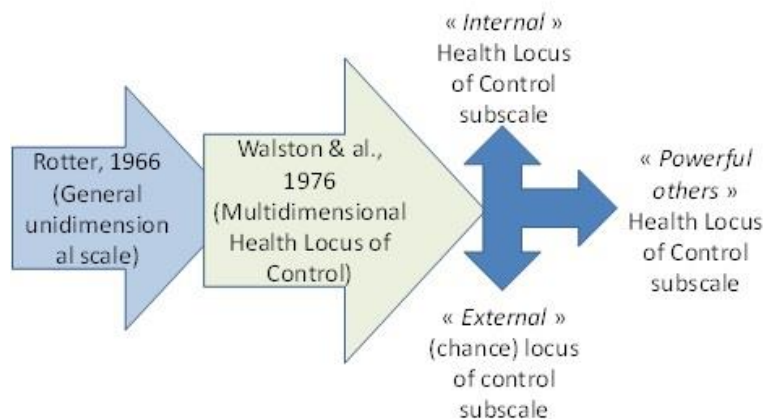 Rotter, 1966
(General
unidimension
al scale)
Walston & al.,
1976
(Multidimensional
Health Locus of
Control)
« Internal »
Health Locus
of Control
subscale
« Powerful
others »
Health Locus
of Control
subscale
« External »
(chance) locus
of control
subscale